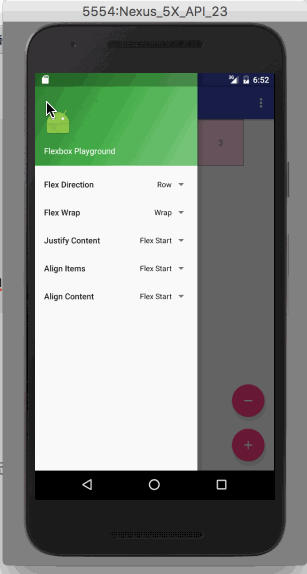 5554:Nexus_5X_API_23
3G 6:52
3
Flexbox Playground
Flex Direction Row
Flex Wrap Wrap
Justify Content Flex Start
Align Items Flex Start
Align Content Flex Start
−
+